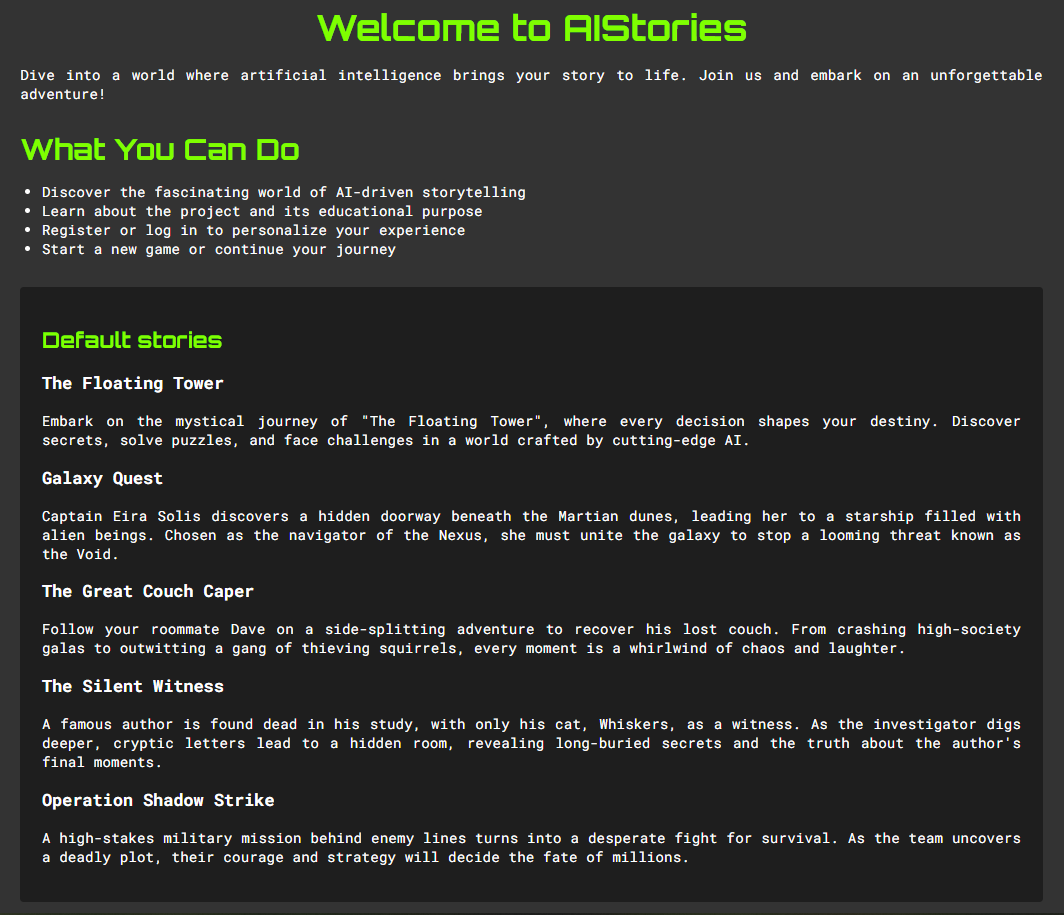 Welcome to AIStories
Dive into a world where artificial intelligence brings your story to life. Join us and embark on an unforgettable
adventure!
What You Can Do
• Discover the fascinating world of AI-driven storytelling
• Learn about the project and its educational purpose
• Register or log in to personalize your experience
• Start a new game or continue your journey
Default stories
The Floating Tower
Embark on the mystical journey of "The Floating Tower", where every decision shapes your destiny. Discover
secrets, solve puzzles, and face challenges in a world crafted by cutting-edge AI.
Galaxy Quest
Captain Eira Solis discovers a hidden doorway beneath the Martian dunes, leading her to a starship filled with
alien beings. Chosen as the navigator of the Nexus, she must unite the galaxy to stop a looming threat known as
the Void.
The Great Couch Caper
Follow your roommate Dave on a side-splitting adventure to recover his lost couch. From crashing high-society
galas to outwitting a gang of thieving squirrels, every moment is a whirlwind of chaos and laughter.
The Silent Witness
A famous author is found dead in his study, with only his cat, Whiskers, as a witness. As the investigator digs
deeper, cryptic letters lead to a hidden room, revealing long-buried secrets and the truth about the author's
final moments.
Operation Shadow Strike
A high-stakes military mission behind enemy lines turns into a desperate fight for survival. As the team uncovers
a deadly plot, their courage and strategy will decide the fate of millions.